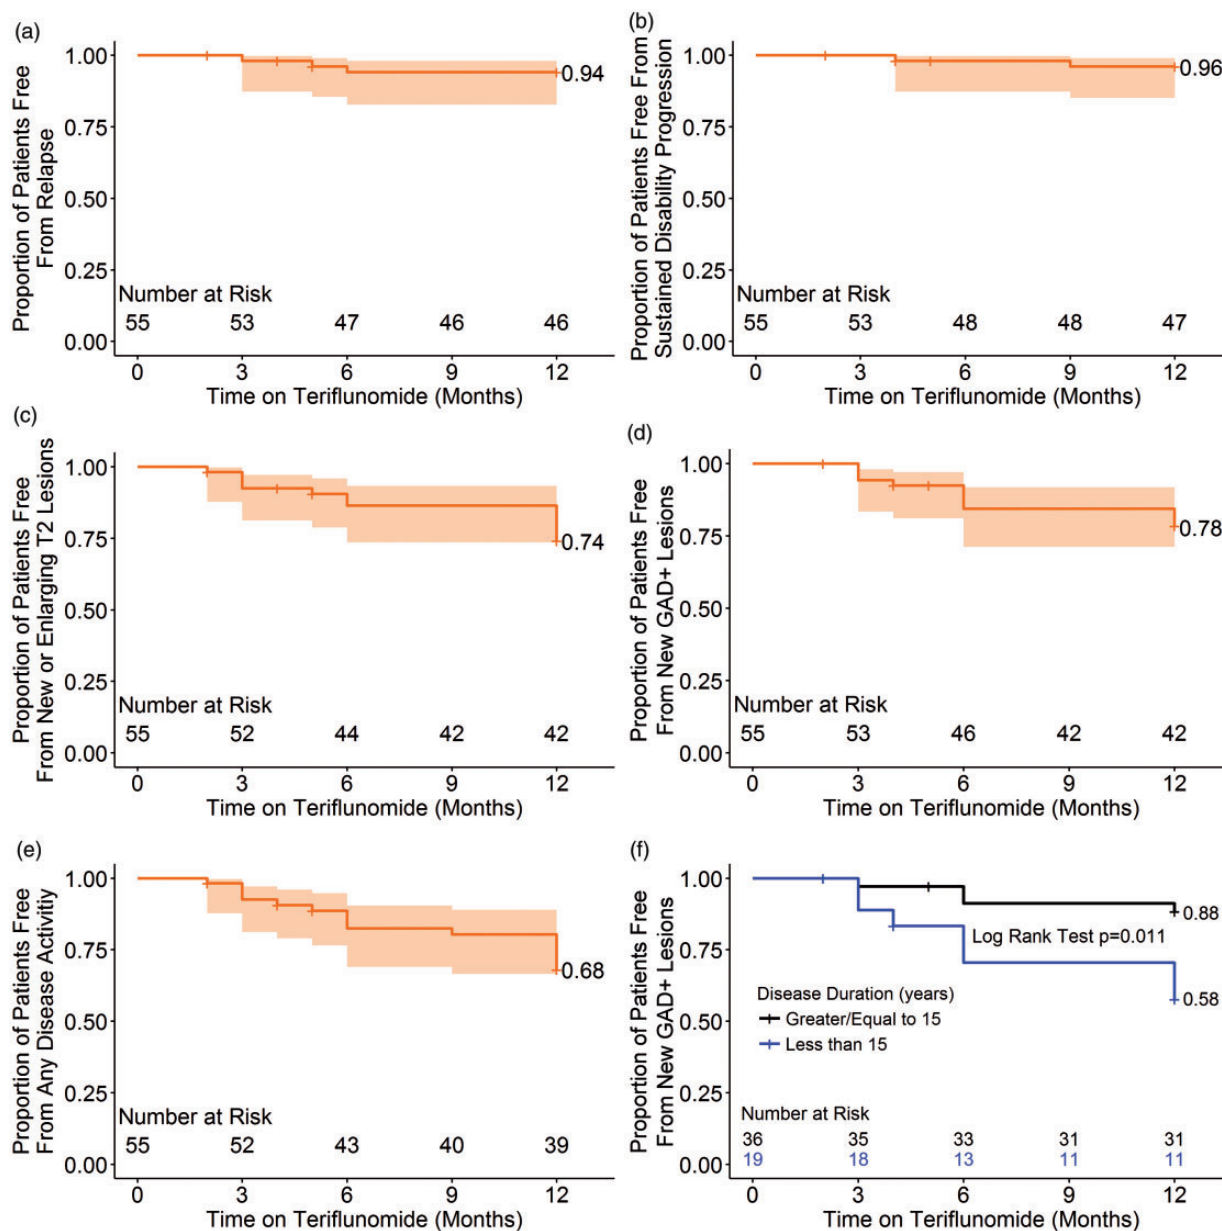 (a)
Proportion of Patients Free
From Relapse
1.00
0.75
0.50
0.25
0.00
0.94
Number at Risk
55 53 47 46 46
0 3 6 9 12
Time on Teriflunomide (Months)
(b)
Proportion of Patients Free From
Sustained Disability Progression
1.00
0.75
0.50
0.25
0.00
0.96
Number at Risk
55 53 48 48 47
0 3 6 9 12
Time on Teriflunomide (Months)
(c)
Proportion of Patients Free
From New or Enlarging T2 Lesions
1.00
0.75
0.50
0.25
0.00
0.74
Number at Risk
55 52 44 42 42
0 3 6 9 12
Time on Teriflunomide (Months)
(d)
Proportion of Patients Free
From New GAD+ Lesions
1.00
0.75
0.50
0.25
0.00
0.78
Number at Risk
55 53 46 42 42
0 3 6 9 12
Time on Teriflunomide (Months)
(e)
Proportion of Patients Free
From Any Disease Activitiy
1.00
0.75
0.50
0.25
0.00
0.68
Number at Risk
55 52 43 40 39
0 3 6 9 12
Time on Teriflunomide (Months)
(f)
Proportion of Patients Free
From New GAD+ Lesions
1.00
0.75
0.50
0.25
0.00
0.88
Log Rank Test p=0.011
0.58
Disease Duration (years)
Greater/Equal to 15
Less than 15
Number at Risk
36 35 33 31 31
19 18 13 11 11
0 3 6 9 12
Time on Teriflunomide (Months)